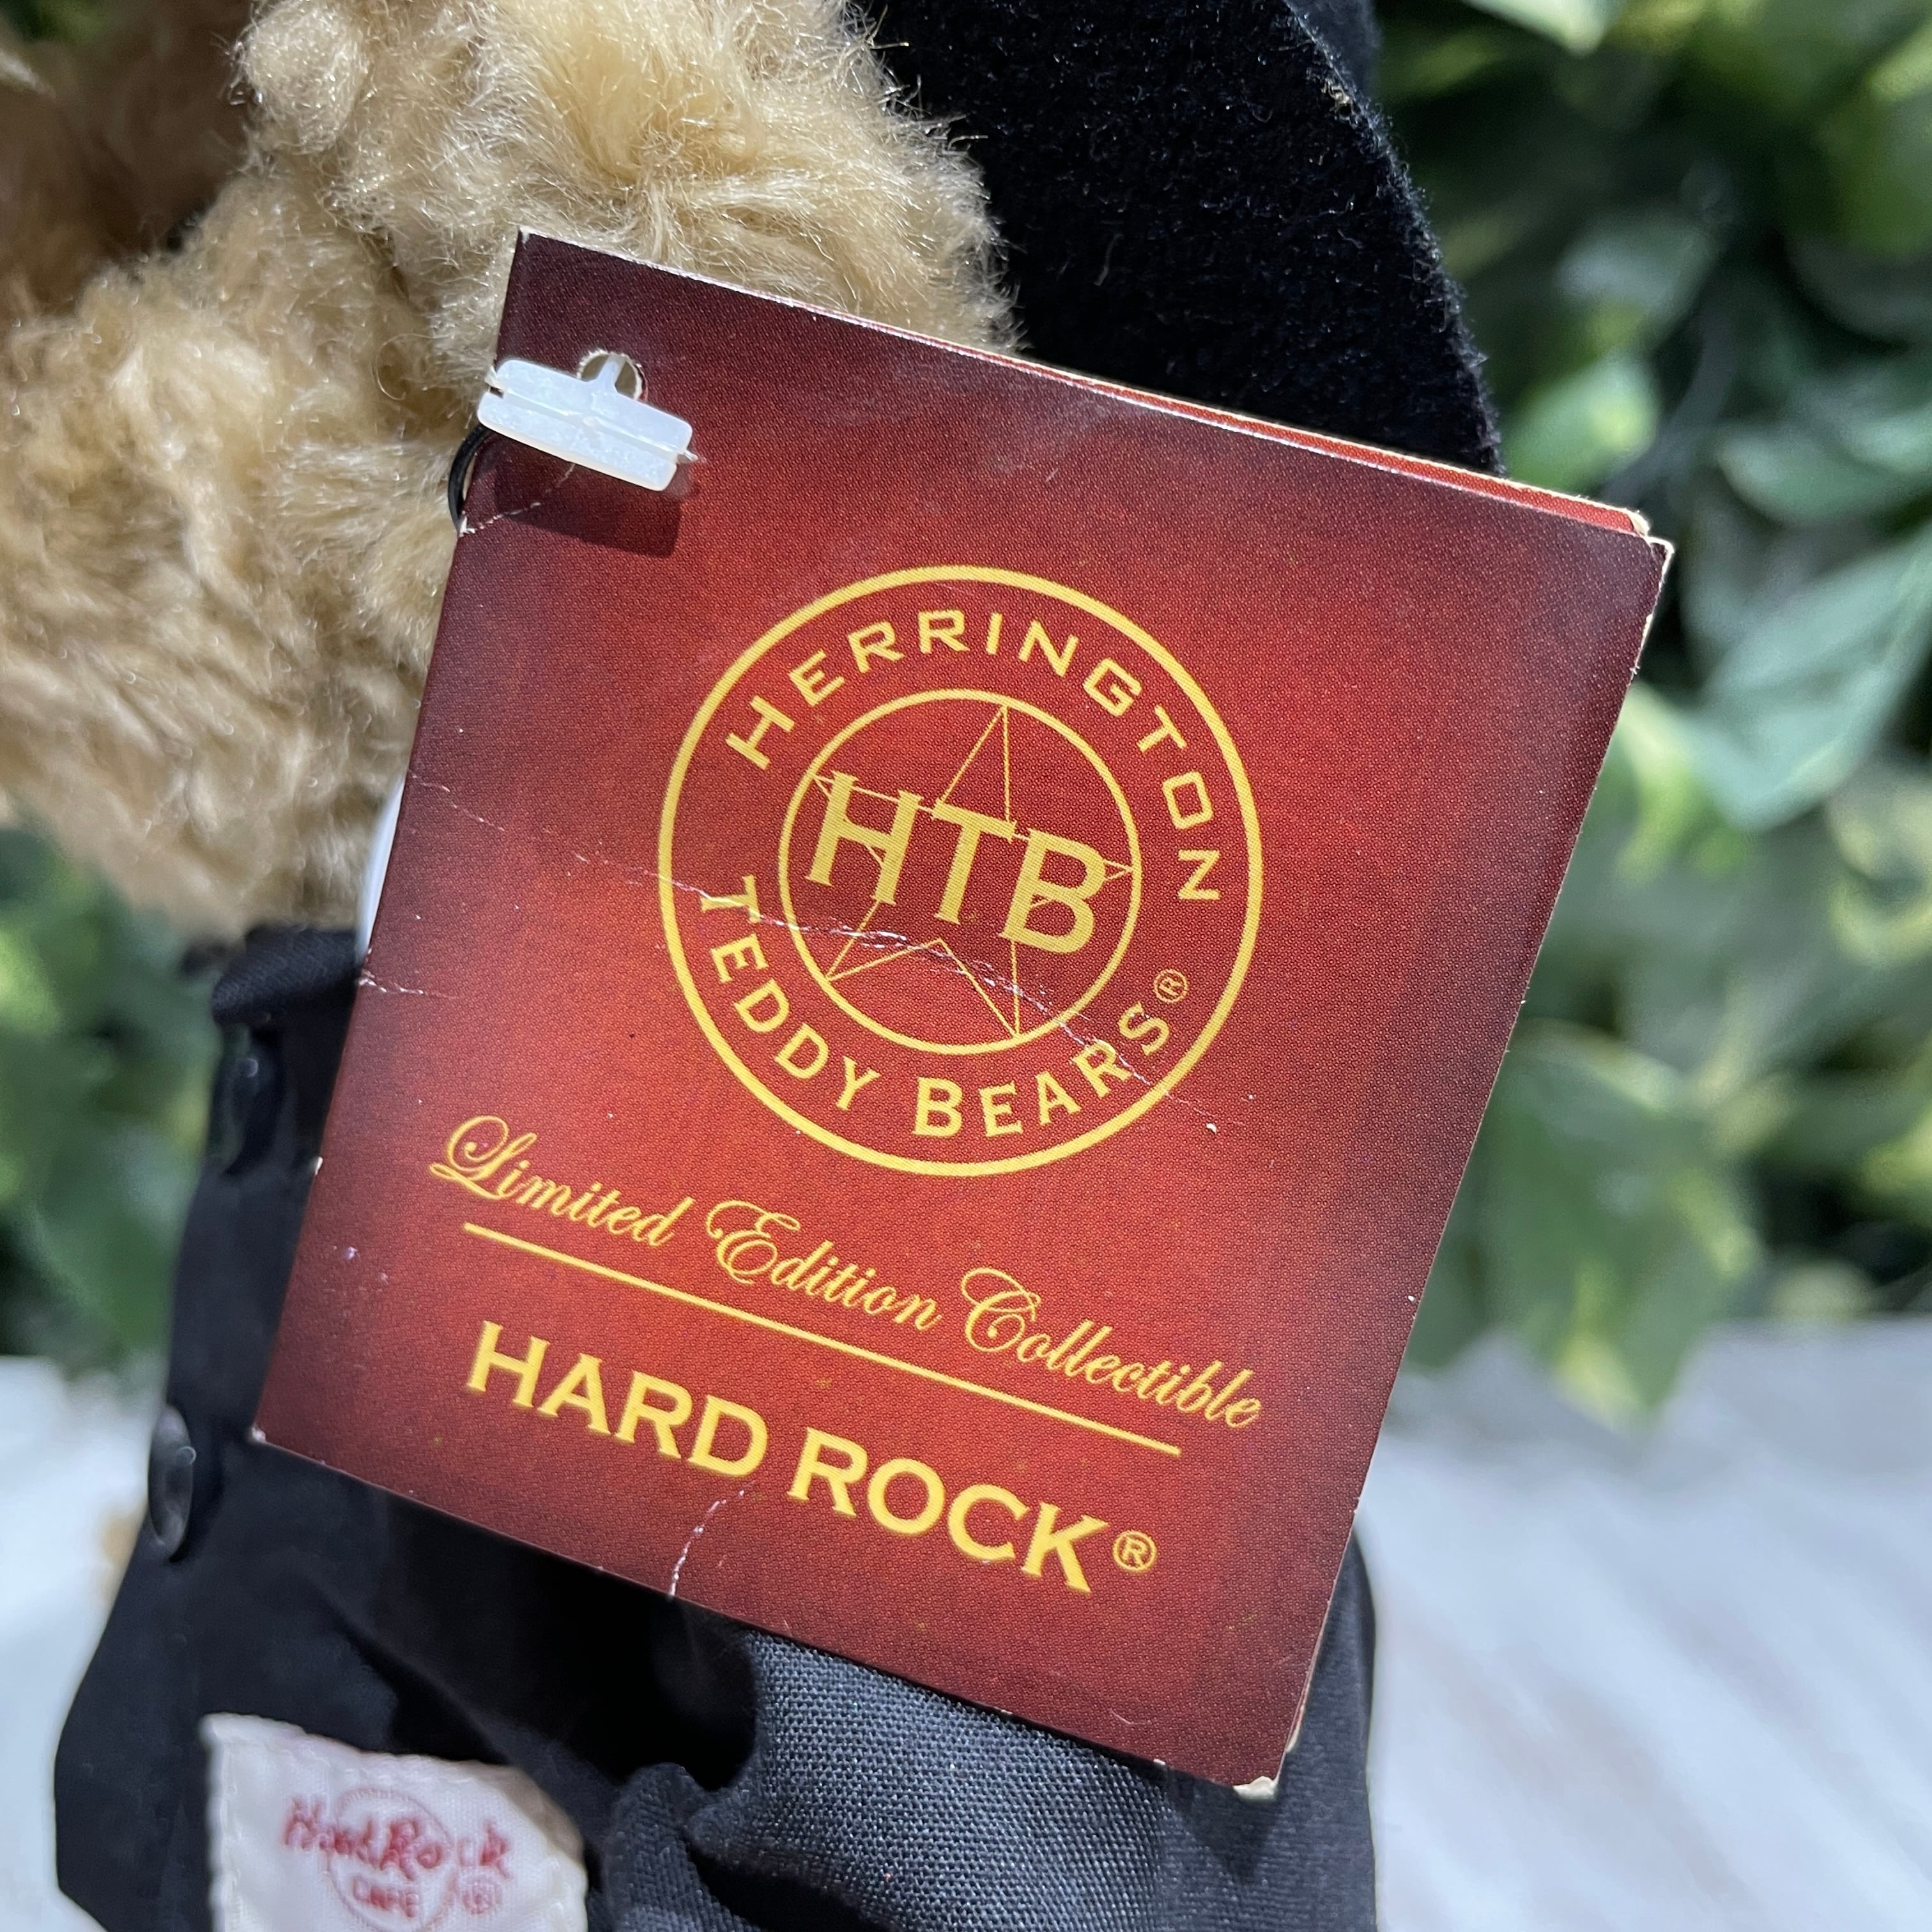 HERRINGTON
HTB
TEDDY BEARS®
Limited Edition Collectible
HARD ROCK®
Hard Rock
CAFE ®